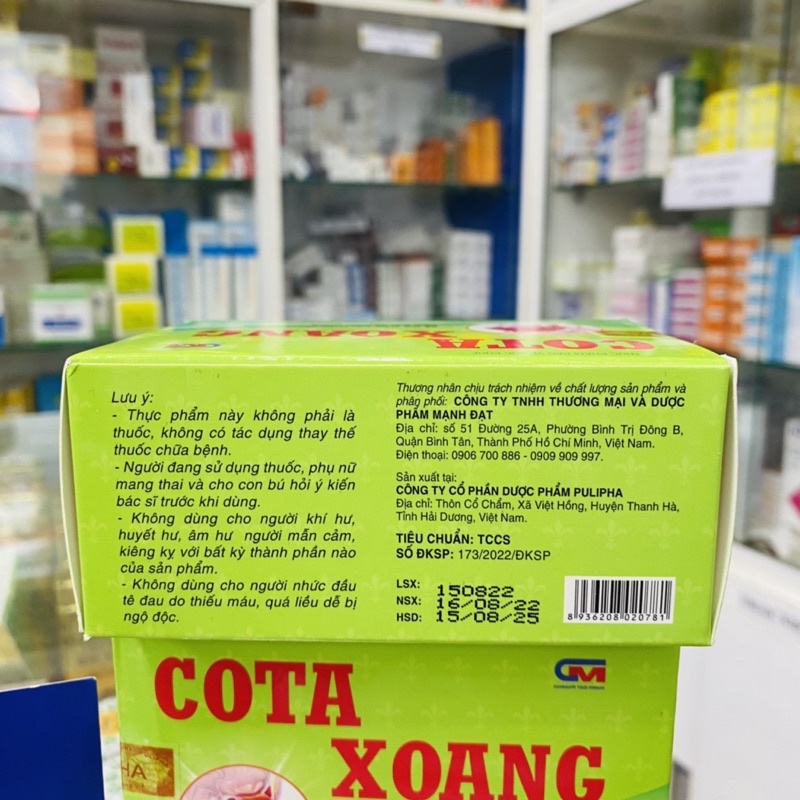 COTA
XOANG
Lưu ý:
- Thực phẩm này không phải là
thuốc, không có tác dụng thay thế
thuốc chữa bệnh.
- Người đang sử dụng thuốc, phụ nữ
mang thai và cho con bú hỏi ý kiến
bác sĩ trước khi dùng.
- Không dùng cho người khí hư,
huyết hư, âm hư người mẫn cảm,
kiêng kỵ với bất kỳ thành phần nào
của sản phẩm.
- Không dùng cho người nhức đầu
tê đau do thiếu máu, quá liều dễ bị
ngộ độc.
Thương nhân chịu trách nhiệm về chất lượng sản phẩm và
phân phối: CÔNG TY TNHH THƯƠNG MẠI VÀ DƯỢC
PHẨM MẠNH ĐẠT
Địa chỉ: số 51 Đường 25A, Phường Bình Trị Đông B,
Quận Bình Tân, Thành Phố Hồ Chí Minh, Việt Nam.
Điện thoại: 0906 700 886 - 0909 909 997.
Sản xuất tại:
CÔNG TY CỔ PHẦN DƯỢC PHẨM PULIPHA
Địa chỉ: Thôn Cổ Chẩm, Xã Việt Hồng, Huyện Thanh Hà,
Tỉnh Hải Dương, Việt Nam.
TIÊU CHUẨN: TCCS
SỐ ĐKSP: 173/2022/ĐKSP
LSX: 150822
NSX: 16/08/22
HSD: 15/08/25
8936208020781
COTA
GM
XOANG
HA